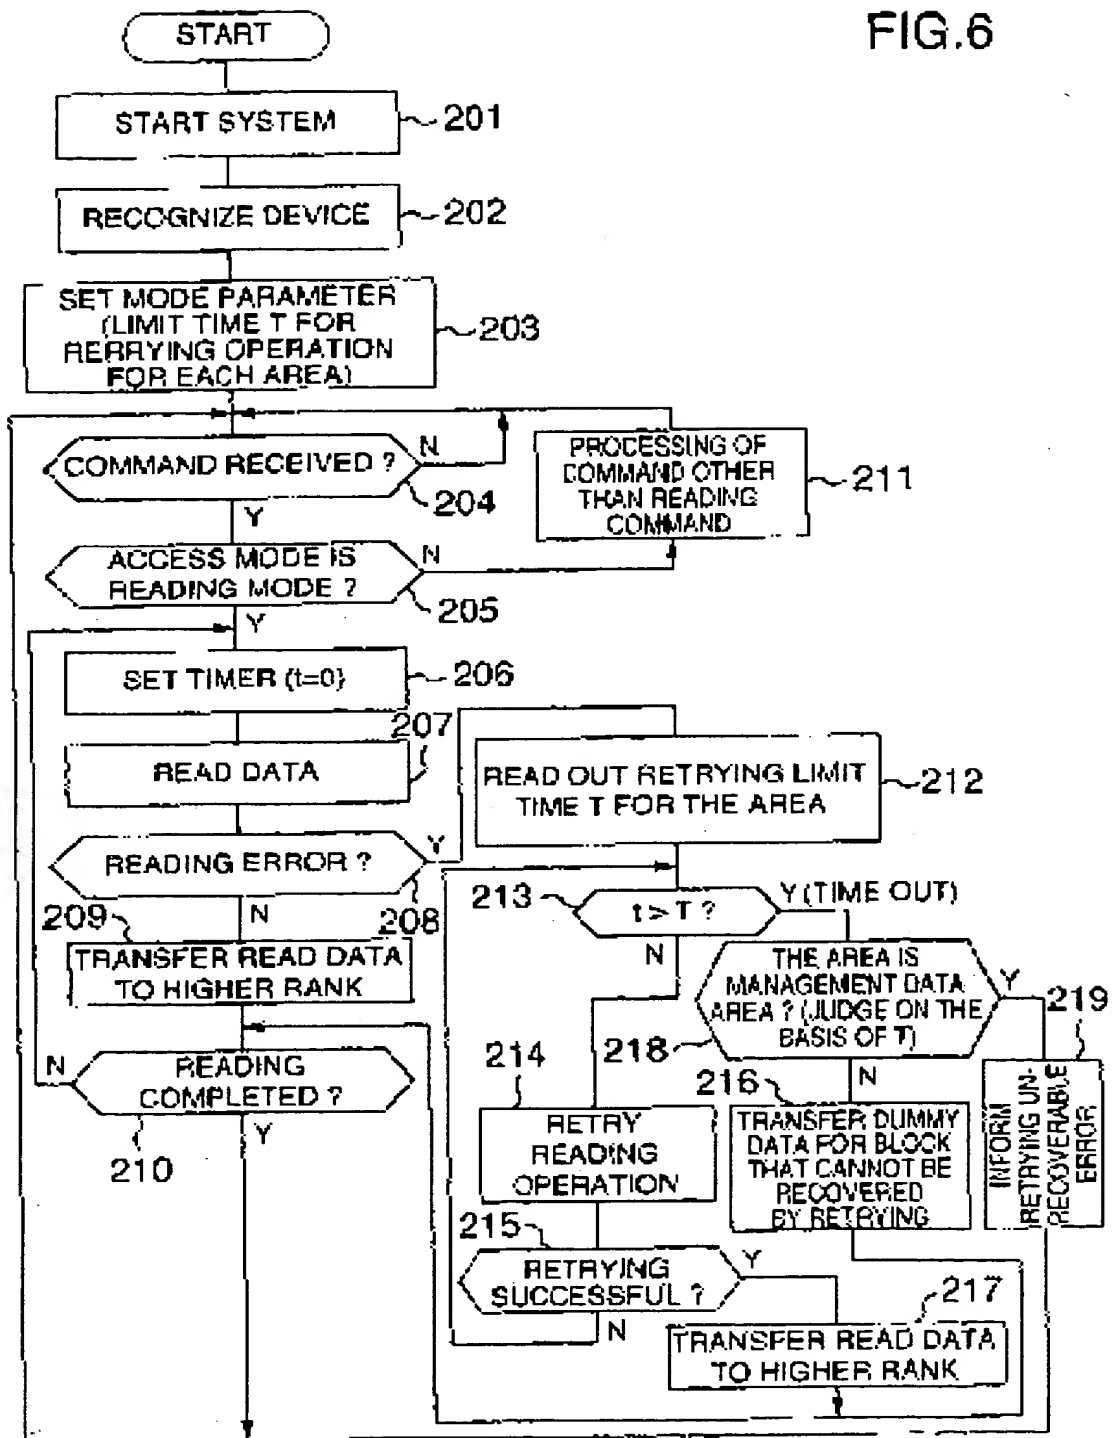 FIG.6
START
START SYSTEM
201
RECOGNIZE DEVICE
202
SET MODE PARAMETER
(LIMIT TIME T FOR
RERRYING OPERATION
FOR EACH AREA)
203
COMMAND RECEIVED ?
N
204
Y
PROCESSING OF
COMMAND OTHER
THAN READING
COMMAND
211
ACCESS MODE IS
READING MODE ?
N
205
Y
SET TIMER (t=0)
206
207
READ DATA
READING ERROR ?
Y
208
N
209
TRANSFER READ DATA
TO HIGHER RANK
READING
COMPLETED ?
N
210
Y
READ OUT RETRYING LIMIT
TIME T FOR THE AREA
212
213
t > T ?
Y (TIME OUT)
N
THE AREA IS
MANAGEMENT DATA
AREA ? (JUDGE ON THE
BASIS OF T)
Y
218
N
219
INFORM
RETRYING UN-
RECOVERABLE
ERROR
214
RETRY
READING
OPERATION
216
TRANSFER DUMMY
DATA FOR BLOCK
THAT CANNOT BE
RECOVERED
BY RETRYING
215
RETRYING
SUCCESSFUL ?
Y
N
217
TRANSFER READ DATA
TO HIGHER RANK